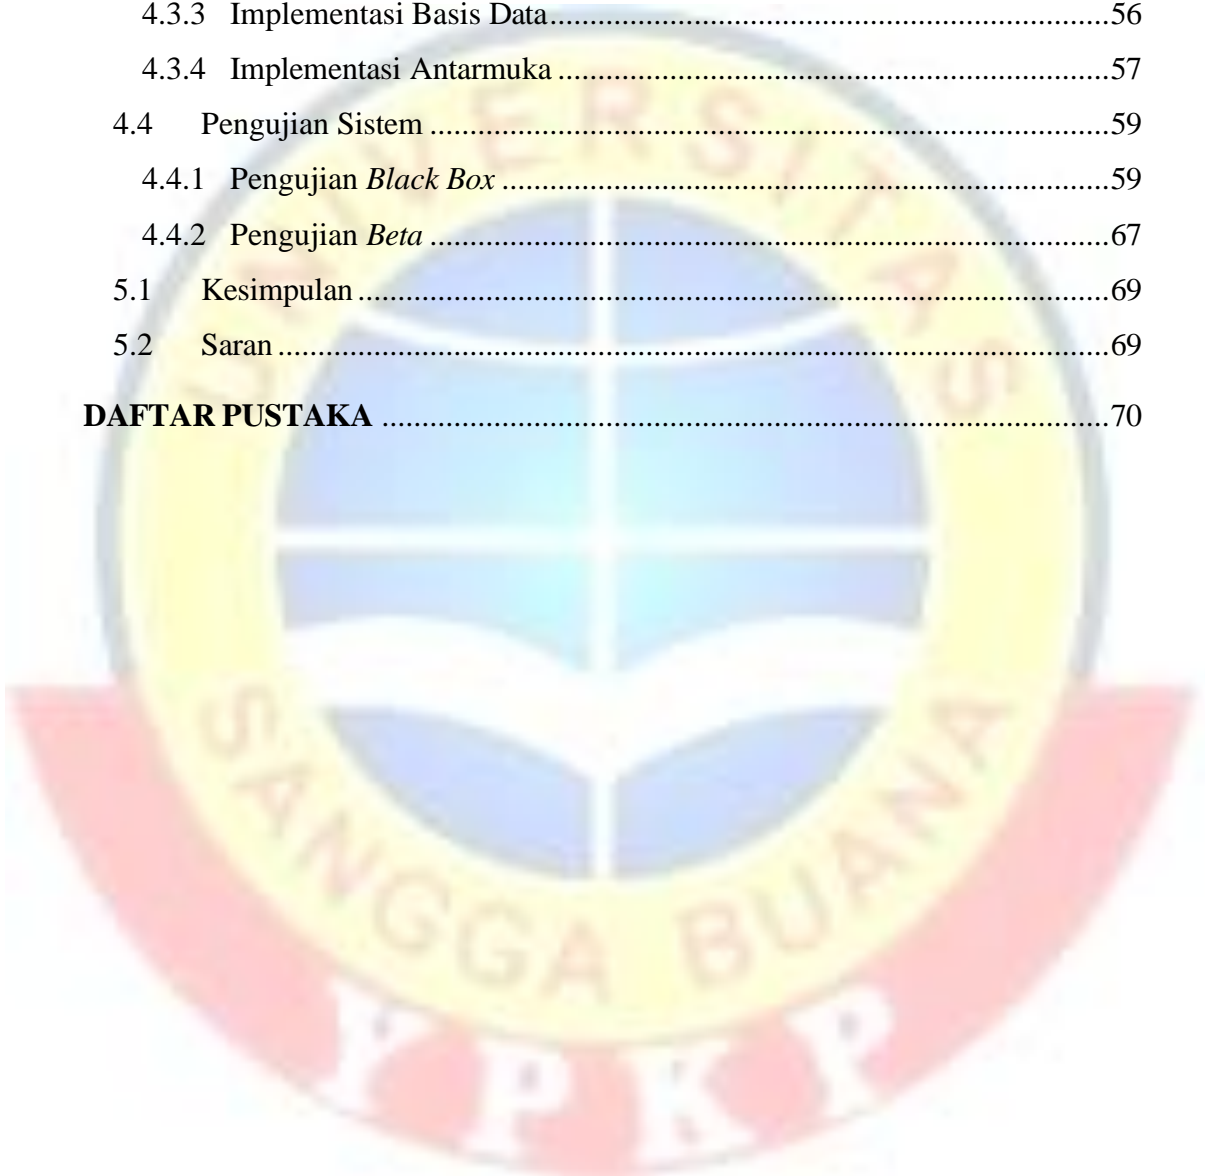 4.3.3 Implementasi Basis Data......................................................................56
4.3.4 Implementasi Antarmuka.....................................................................57
4.4 Pengujian Sistem.........................................................................................59
4.4.1 Pengujian Black Box............................................................................59
4.4.2 Pengujian Beta.....................................................................................67
5.1 Kesimpulan..................................................................................................69
5.2 Saran............................................................................................................69
DAFTAR PUSTAKA...........................................................................................70
UNIVERSITAS
SANGGA BUANA
YPKP